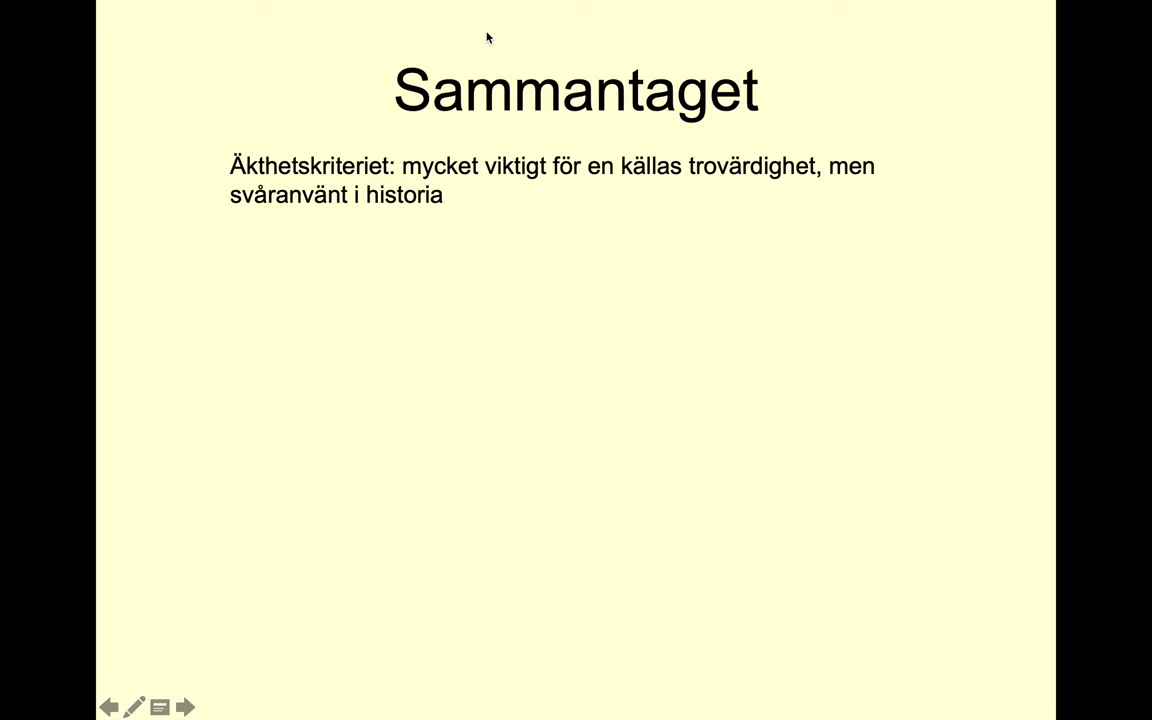 Sammantaget
Äkthetskriteriet: mycket viktigt för en källas trovärdighet, men
svåranvänt i historia